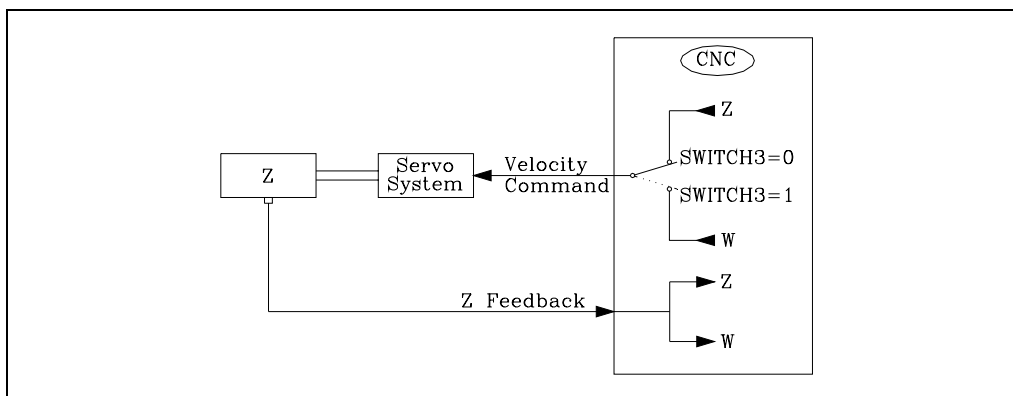 CNC
Z
SWITCH3=0
Z
Servo
System
Velocity
Command
SWITCH3=1
W
Z
Z Feedback
W